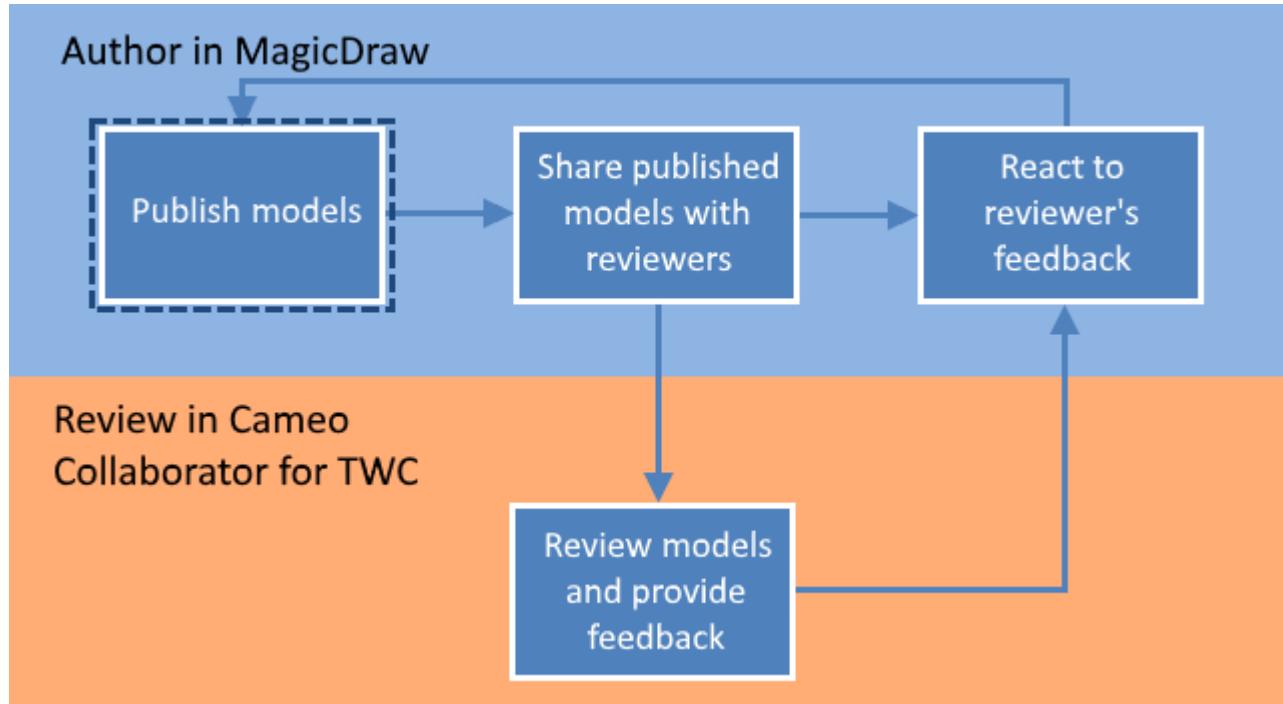 Author in MagicDraw
Publish models
Share published
models with
reviewers
React to
reviewer's
feedback
Review in Cameo
Collaborator for TWC
Review models
and provide
feedback